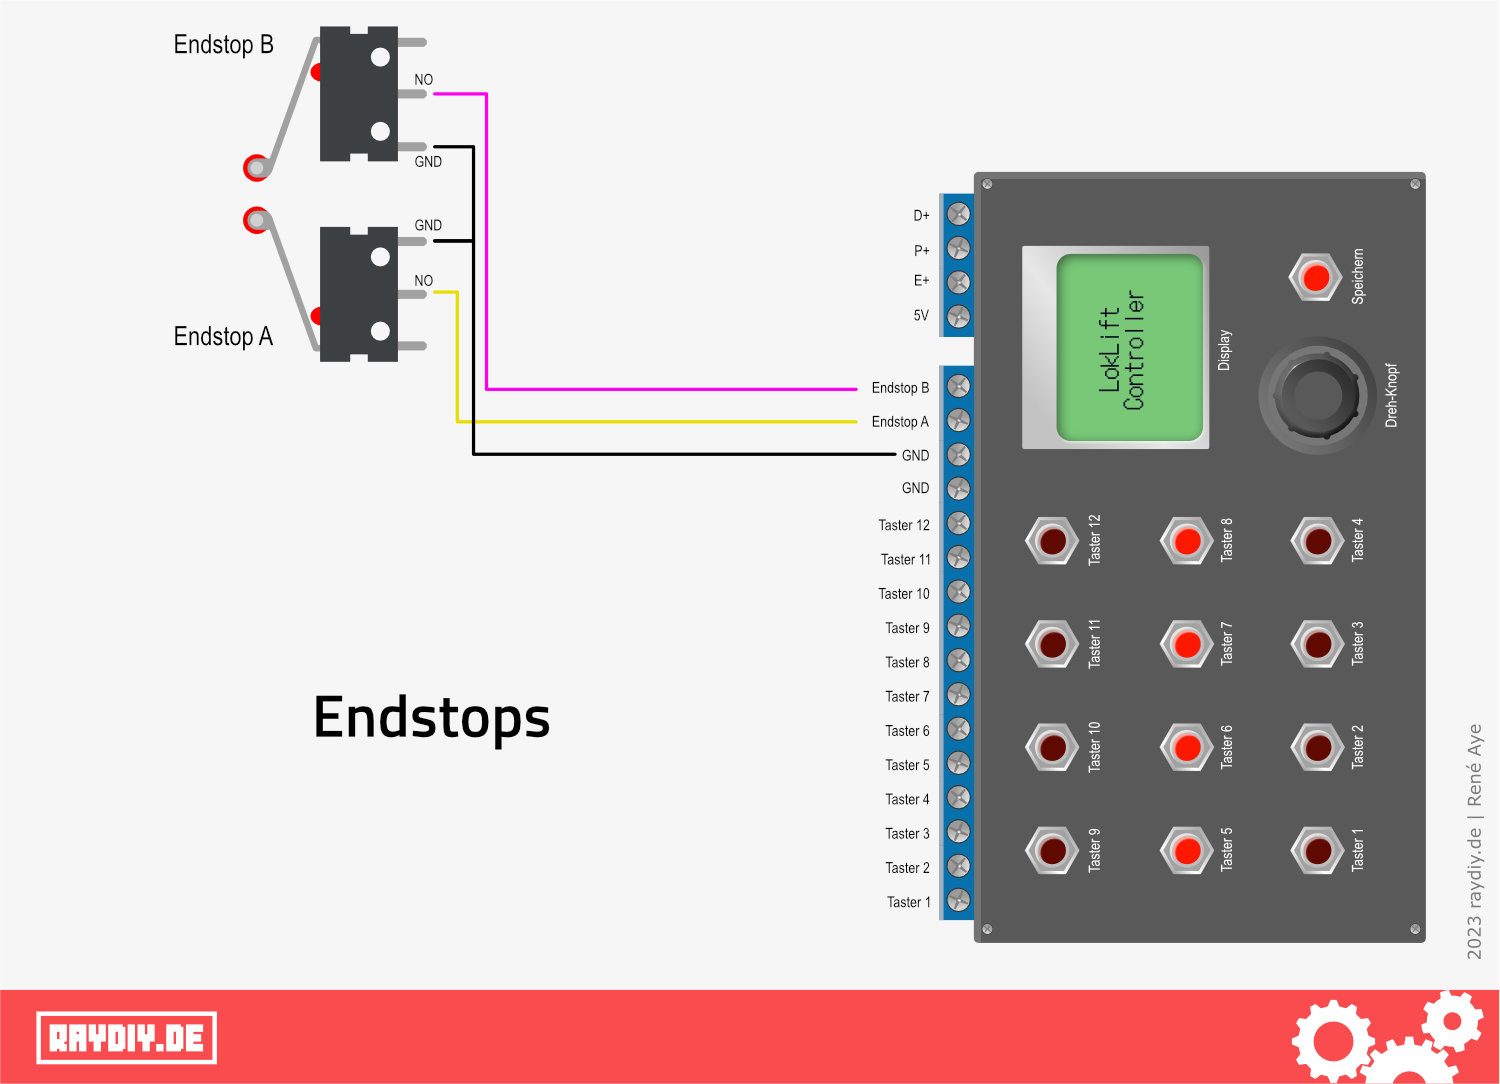 Endstop B
NO
GND
GND
NO
Endstop A
D+
P+
E+
5V
Endstop B
Endstop A
GND
GND
Taster 12
Taster 11
Taster 10
Taster 9
Taster 8
Taster 7
Taster 6
Taster 5
Taster 4
Taster 3
Taster 2
Taster 1
LokLift
Controller
Display
Speichern
Dreh-Knopf
Taster 12
Taster 8
Taster 4
Taster 11
Taster 7
Taster 3
Taster 10
Taster 6
Taster 2
Taster 9
Taster 5
Taster 1
Endstops
2023 raydiy.de | René Aye
RAYDIY.DE